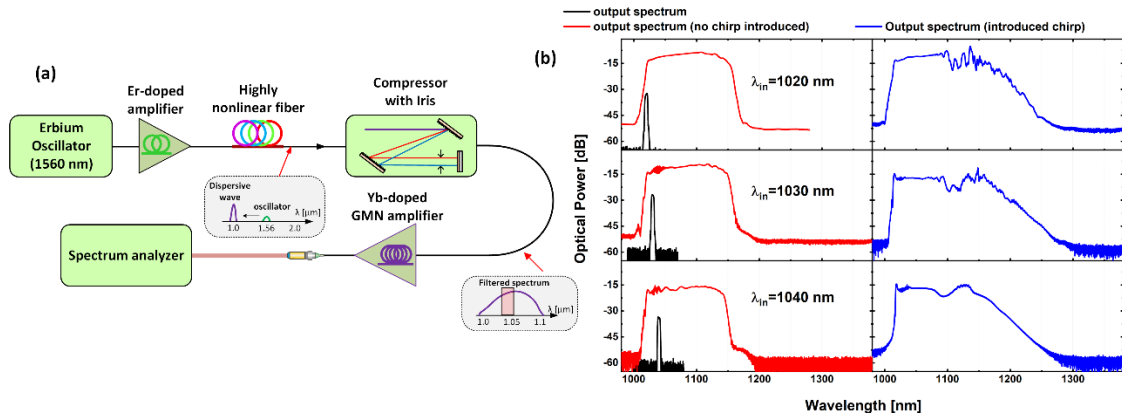 (a)
Er-doped
amplifier
Highly
nonlinear fiber
Compressor
with Iris
Erbium
Oscillator
(1560 nm)
Dispersive
wave
oscillator
λ [μm]
1.0
1.56
2.0
Yb-doped
GMN amplifier
Spectrum analyzer
Filtered spectrum
λ [μm]
1.0
1.05
1.1
(b)
output spectrum
output spectrum (no chirp introduced)
Output spectrum (introduced chirp)
Optical Power [dB]
-15
-30
-45
-60
λin=1020 nm
-15
-30
-45
-60
λin=1030 nm
-15
-30
-45
-60
λin=1040 nm
1000
1100
1200
1300
1000
1100
1200
1300
Wavelength [nm]